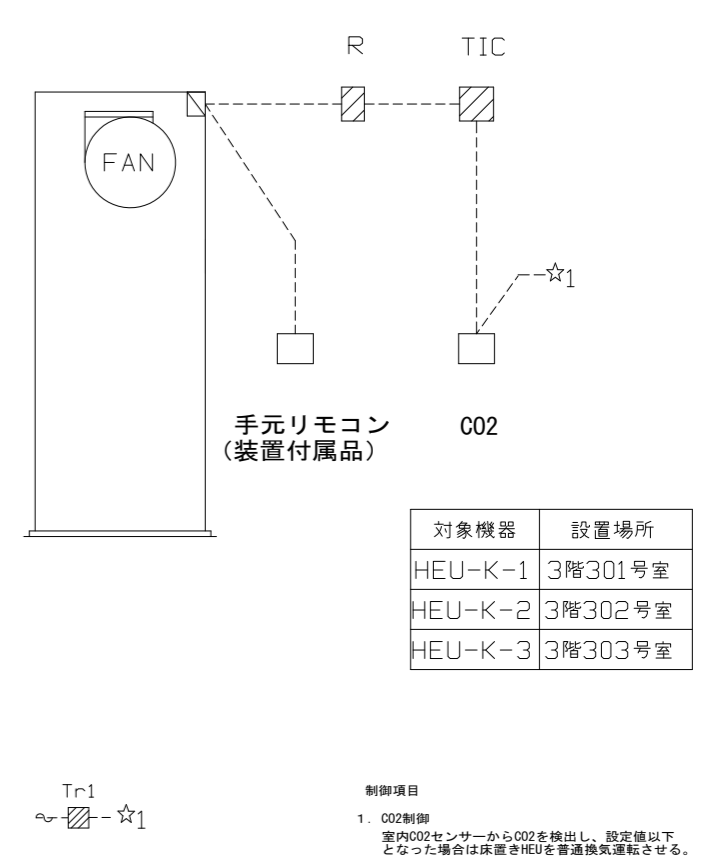 R TIC
FAN
☆1
手元リモコン
(装置付属品)
CO2
対象機器 設置場所
HEU-K-1 3階301号室
HEU-K-2 3階302号室
HEU-K-3 3階303号室
Tr1
☆1
制御項目
1. CO2制御
室内CO2センサーからCO2を検出し、設定値以下
となった場合は床置きHEUを普通換気運転させる。